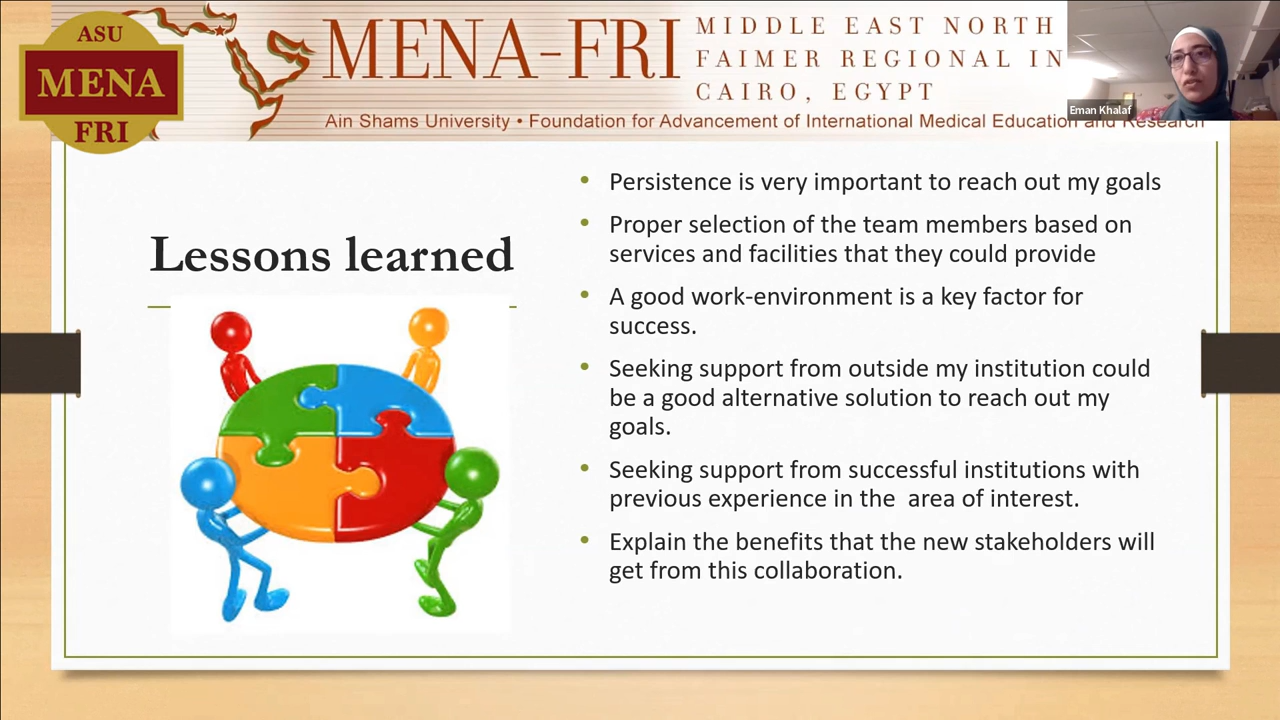 ASU
MENA
FRI
MENA-FRI
MIDDLE EAST NORTH
FAIMER REGIONAL IN
CAIRO, EGYPT
Ain Shams University • Foundation for Advancement of International Medical Education and Research
Eman Khalaf
Lessons learned
• Persistence is very important to reach out my goals
• Proper selection of the team members based on
services and facilities that they could provide
• A good work-environment is a key factor for
success.
• Seeking support from outside my institution could
be a good alternative solution to reach out my
goals.
• Seeking support from successful institutions with
previous experience in the  area of interest.
• Explain the benefits that the new stakeholders will
get from this collaboration.